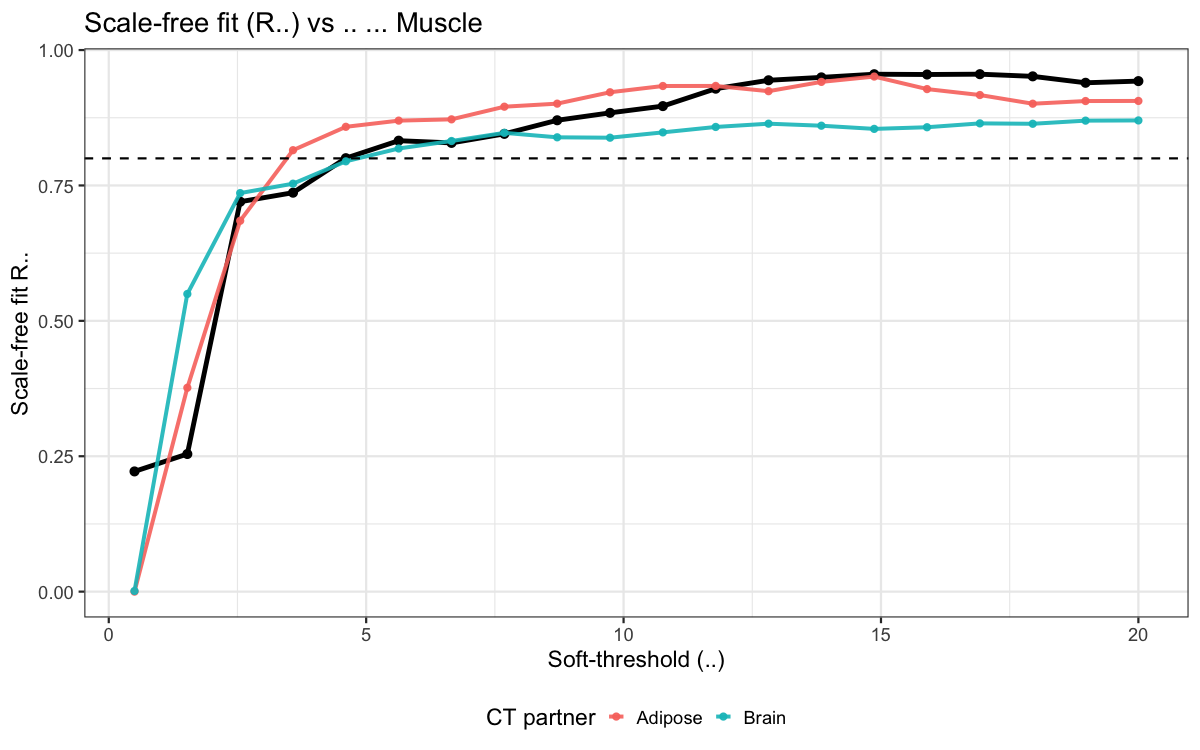 Scale-free fit (R..) vs .. ... Muscle
1.00
0.75
0.50
0.25
0.00
Scale-free fit R..
0 5 10 15 20
Soft-threshold (..)
CT partner Adipose Brain